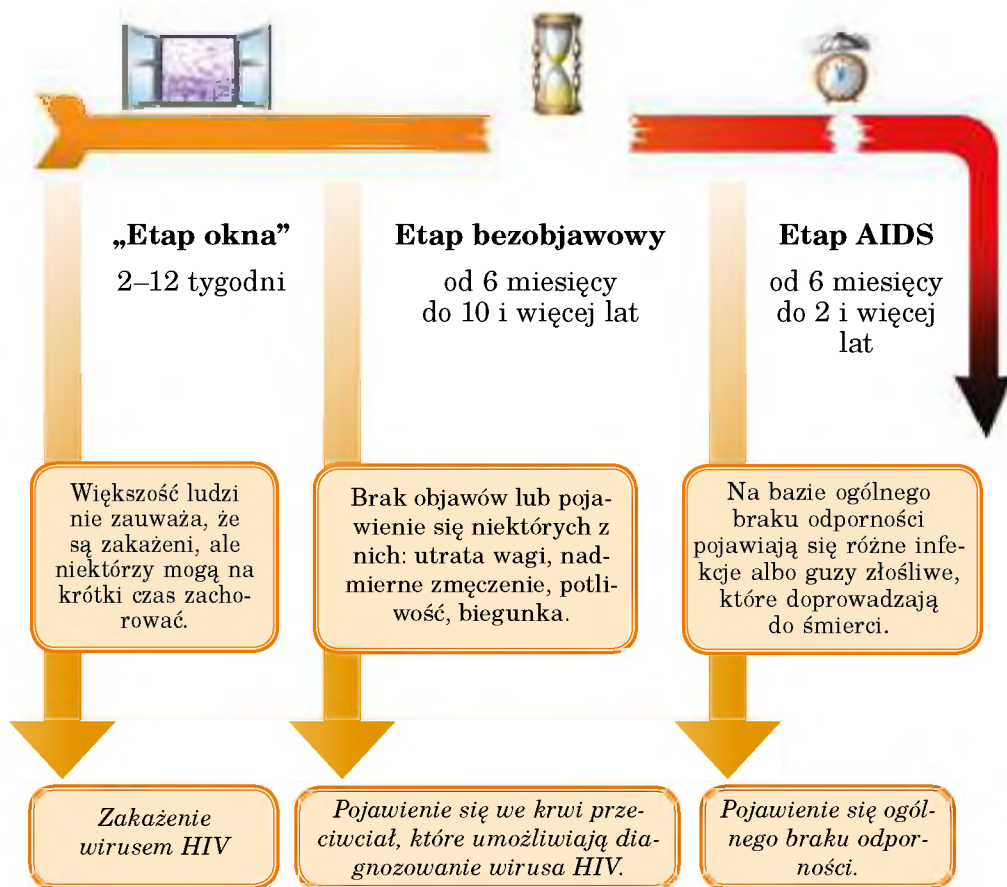 „Etap okna”
2–12 tygodni
Etap bezobjawowy
od 6 miesięcy
do 10 i więcej lat
Etap AIDS
od 6 miesięcy
do 2 i więcej
lat
Większość ludzi
nie zauważa, że
są zakażeni, ale
niektórzy mogą na
krótki czas zacho-
rować.
Brak objawów lub poja-
wienie się niektórych z
nich: utrata wagi, nad-
mierne zmęczenie, potli-
wość, biegunka.
Na bazie ogólnego
braku odporności
pojawiają się różne infe-
kcje albo guzy złośliwe,
które doprowadzają
do śmierci.
Zakażenie
wirusem HIV
Pojawienie się we krwi prze-
ciwciał, które umożliwiają dia-
gnozowanie wirusa HIV.
Pojawienie się ogól-
nego braku odpor-
ności.